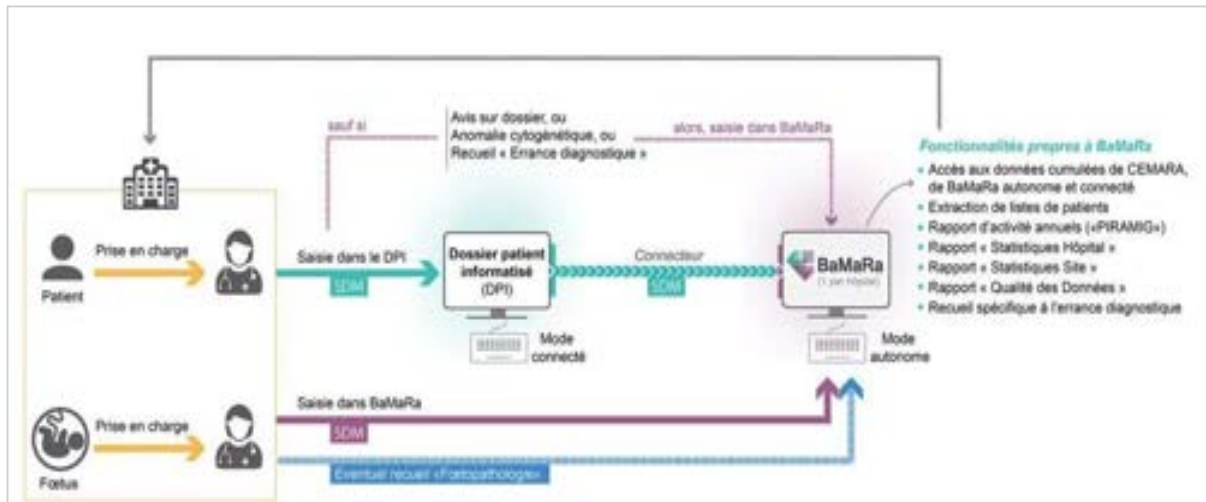 sauf si
Avis sur dossier, ou
Anomalie cytogénétique, ou
Recueil « Errance diagnostique »
alors, saisie dans BaMaRa
Fonctionnalités propres à BaMaRa
• Accès aux données cumulées de CEMARA,
de BaMaRa autonome et connecté
• Extraction de listes de patients
• Rapport d'activité annuels («PIRAMIG»)
• Rapport « Statistiques Hôpital »
• Rapport « Statistiques Site »
• Rapport « Qualité des Données »
• Recueil spécifique à l'errance diagnostique
Patient
Prise en charge
Saisie dans le DPI
SDM
Dossier patient
informatisé
(DPI)
Mode
connecté
Connecteur
SDM
BaMaRa
(1 par hôpital)
Mode
autonome
Fœtus
Prise en charge
Saisie dans BaMaRa
SDM
Éventuel recueil «Fœtopathologie»